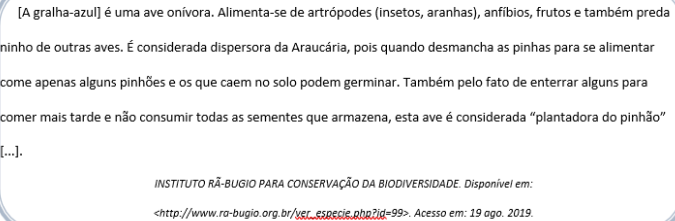 [A gralha-azul] é uma ave onívora. Alimenta-se de artrópodes (insetos, aranhas), anfíbios, frutos e também preda
ninho de outras aves. É considerada dispersora da Araucária, pois quando desmancha as pinhas para se alimentar
come apenas alguns pinhões e os que caem no solo podem germinar. Também pelo fato de enterrar alguns para
comer mais tarde e não consumir todas as sementes que armazena, esta ave é considerada “plantadora do pinhão”
[...].
INSTITUTO RÃ-BUGIO PARA CONSERVAÇÃO DA BIODIVERSIDADE. Disponível em:
<http://www.ra-bugio.org.br/ver_especie.php?id=99>. Acesso em: 19 ago. 2019.